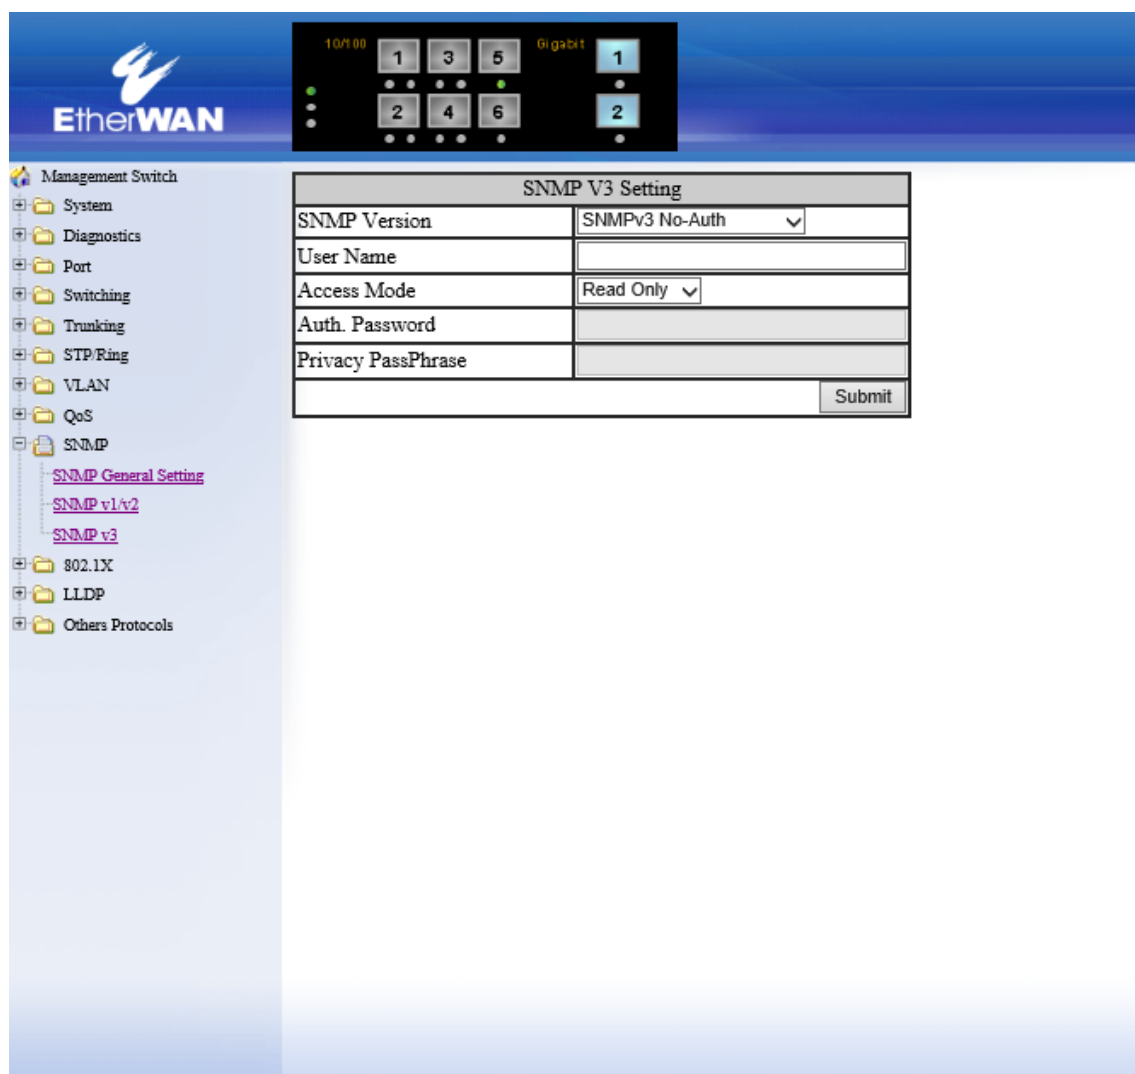 10/100
Gigabit
1 3 5 1
2 4 6 2
EtherWAN
Management Switch
System
Diagnostics
Port
Switching
Trunking
STP/Ring
VLAN
QoS
SNMP
SNMP General Setting
SNMP v1/v2
SNMP v3
802.1X
LLDP
Others Protocols
SNMP V3 Setting
SNMP Version SNMPv3 No-Auth
User Name
Access Mode Read Only
Auth. Password
Privacy PassPhrase
Submit